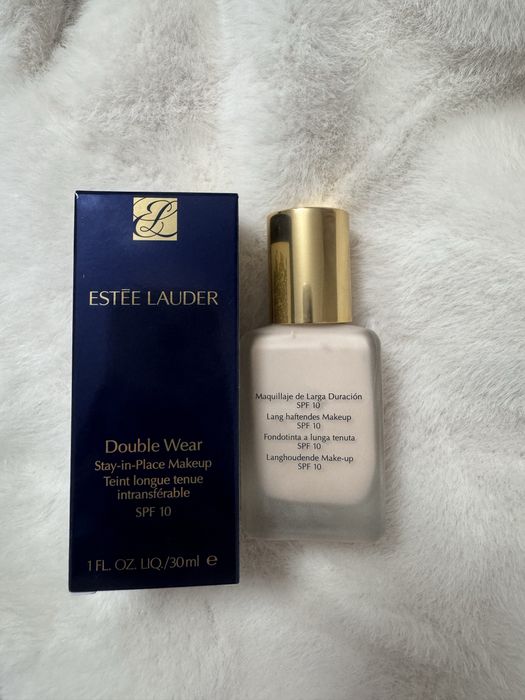 EL
ESTĒE LAUDER
Double Wear
Stay-in-Place Makeup
Teint longue tenue
intransférable
SPF 10
1 FL. OZ. LIQ./30ml e
Maquillaje de Larga Duración
SPF 10
Lang haftendes Makeup
SPF 10
Fondotinta a lunga tenuta
SPF 10
Langhoudende Make-up
SPF 10